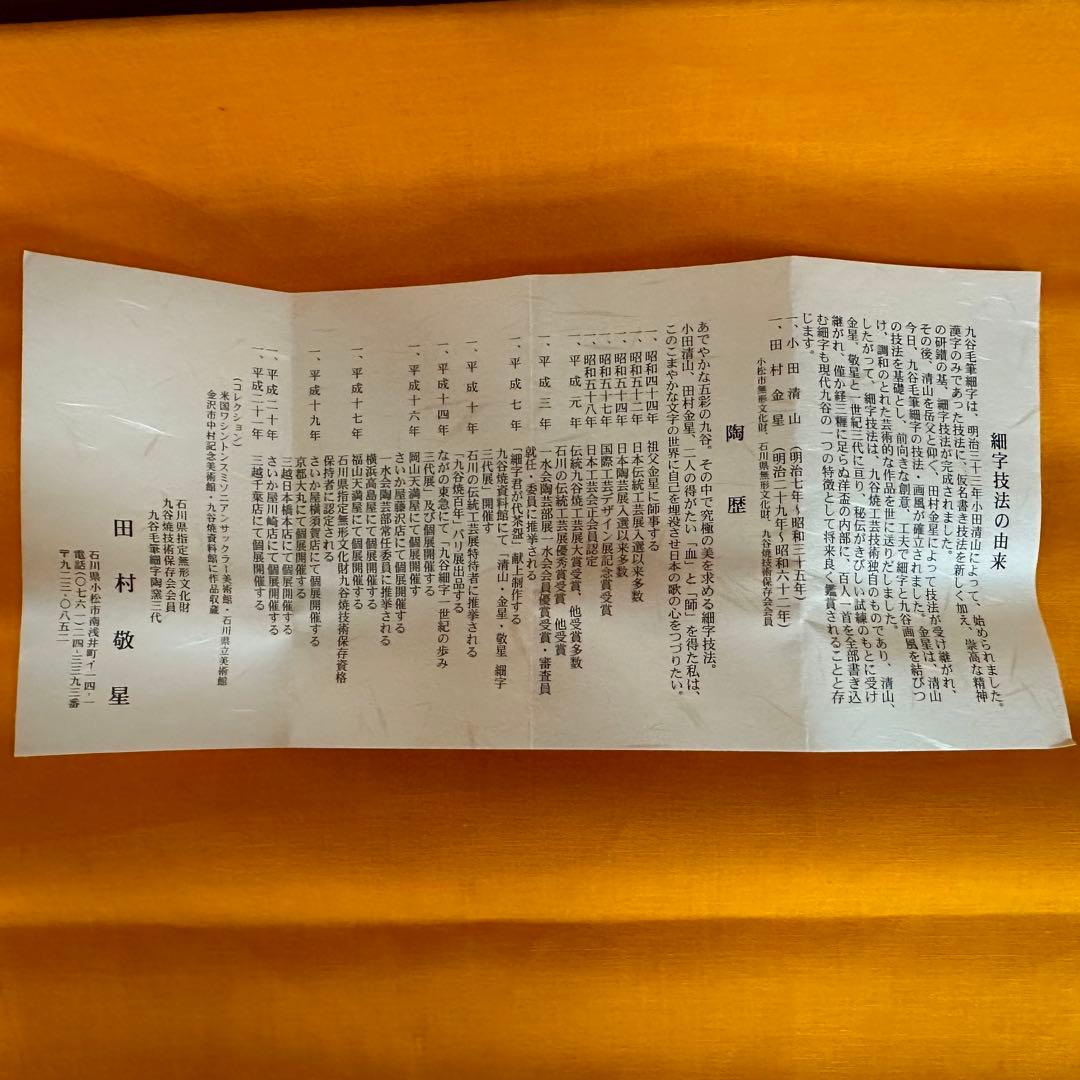 細字技法の由来
九谷毛筆細字は、明治三十三年小田清山によって、始められました。
漢字のみであった技法に、仮名書き技法を新しく加え、崇高な精神
の研鑽の基、細字技法が完成されました。
その後、清山を岳父と仰ぐ、田村金星によって技法が受け継がれ、
今日、九谷毛筆細字の技法・画風が確立されました。金星は、清山
の技法を基礎とし、前向きな創意、工夫で細字と九谷画風を結びつ
け、調和のとれた芸術的な作品を世に送りだしました。
したがって、細字技法は、九谷焼工芸技術独自のものであり、清山、
金星、敬星と一世紀三代に亘り、秘伝がきびしい試練のもとに受け
継がれ、僅か経三糎に足らぬ洋盃の内部に、百人一首を全部書き込
む細字も現代九谷の一つの特徴として将来良く鑑賞されることと存
じます。
一、小田清山 (明治七年~昭和三十五年)
一、田村金星 (明治二十九年~昭和六十二年)
小松市無形文化財、石川県無形文化財、九谷焼技術保存会会員
陶歴
あでやかな五彩の九谷。その中で究極の美を求める細字技法。
小田清山、田村金星、二人の得がたい「血」と「師」を得た私は、
このこまやかな文字の世界に自己を埋没させ日本の歌の心をつづりたい。
一、昭和四十四年 祖父金星に師事する
一、昭和五十二年 日本伝統工芸展入選以来多数
一、昭和五十四年 日本陶芸展入選以来多数
一、昭和五十七年 国際工芸デザイン展記念賞受賞
一、昭和五十八年 日本工芸会正会員認定
一、平成元年 伝統九谷焼工芸展大賞受賞、他受賞多数
石川の伝統工芸展優秀賞受賞、他受賞
一、平成三年 一水会陶芸部展一水会会員優賞受賞・審査員
就任・委員に推挙される
一、平成七年 「細字君が代茶盌」献上制作する
九谷焼資料館にて「清山・金星・敬星 細字
三代展」開催す
一、平成十年 石川の伝統工芸展特待者に推挙される
「九谷焼百年」パリ展出品する
一、平成十四年 ながの東急にて「九谷細字一世紀の歩み
三代展」及び個展開催する
一、平成十六年 さいか屋藤沢店にて個展開催する
岡山天満屋にて個展開催す
一水会陶芸部常任委員に推挙される
一、平成十七年 横浜高島屋にて個展開催する
福山天満屋にて個展開催する
石川県指定無形文化財九谷焼技術保存資格
保持者に認定される
一、平成十九年 さいか屋横須賀店にて個展開催する
京都大丸にて個展開催する
一、平成二十年 三越日本橋本店にて個展開催する
さいか屋川崎店にて個展開催する
一、平成二十一年 三越千葉店にて個展開催する
(コレクション)
米国ワシントンスミソニアン・サックラー美術館・石川県立美術館
金沢市中村記念美術館・九谷焼資料館に作品収蔵
石川県指定無形文化財
九谷焼技術保存会会員
九谷毛筆細字陶窯三代
田村敬星
石川県小松市南浅井町イ一四-一
電話(〇七六一)二四-三二九三番
〒九二三-〇八五二